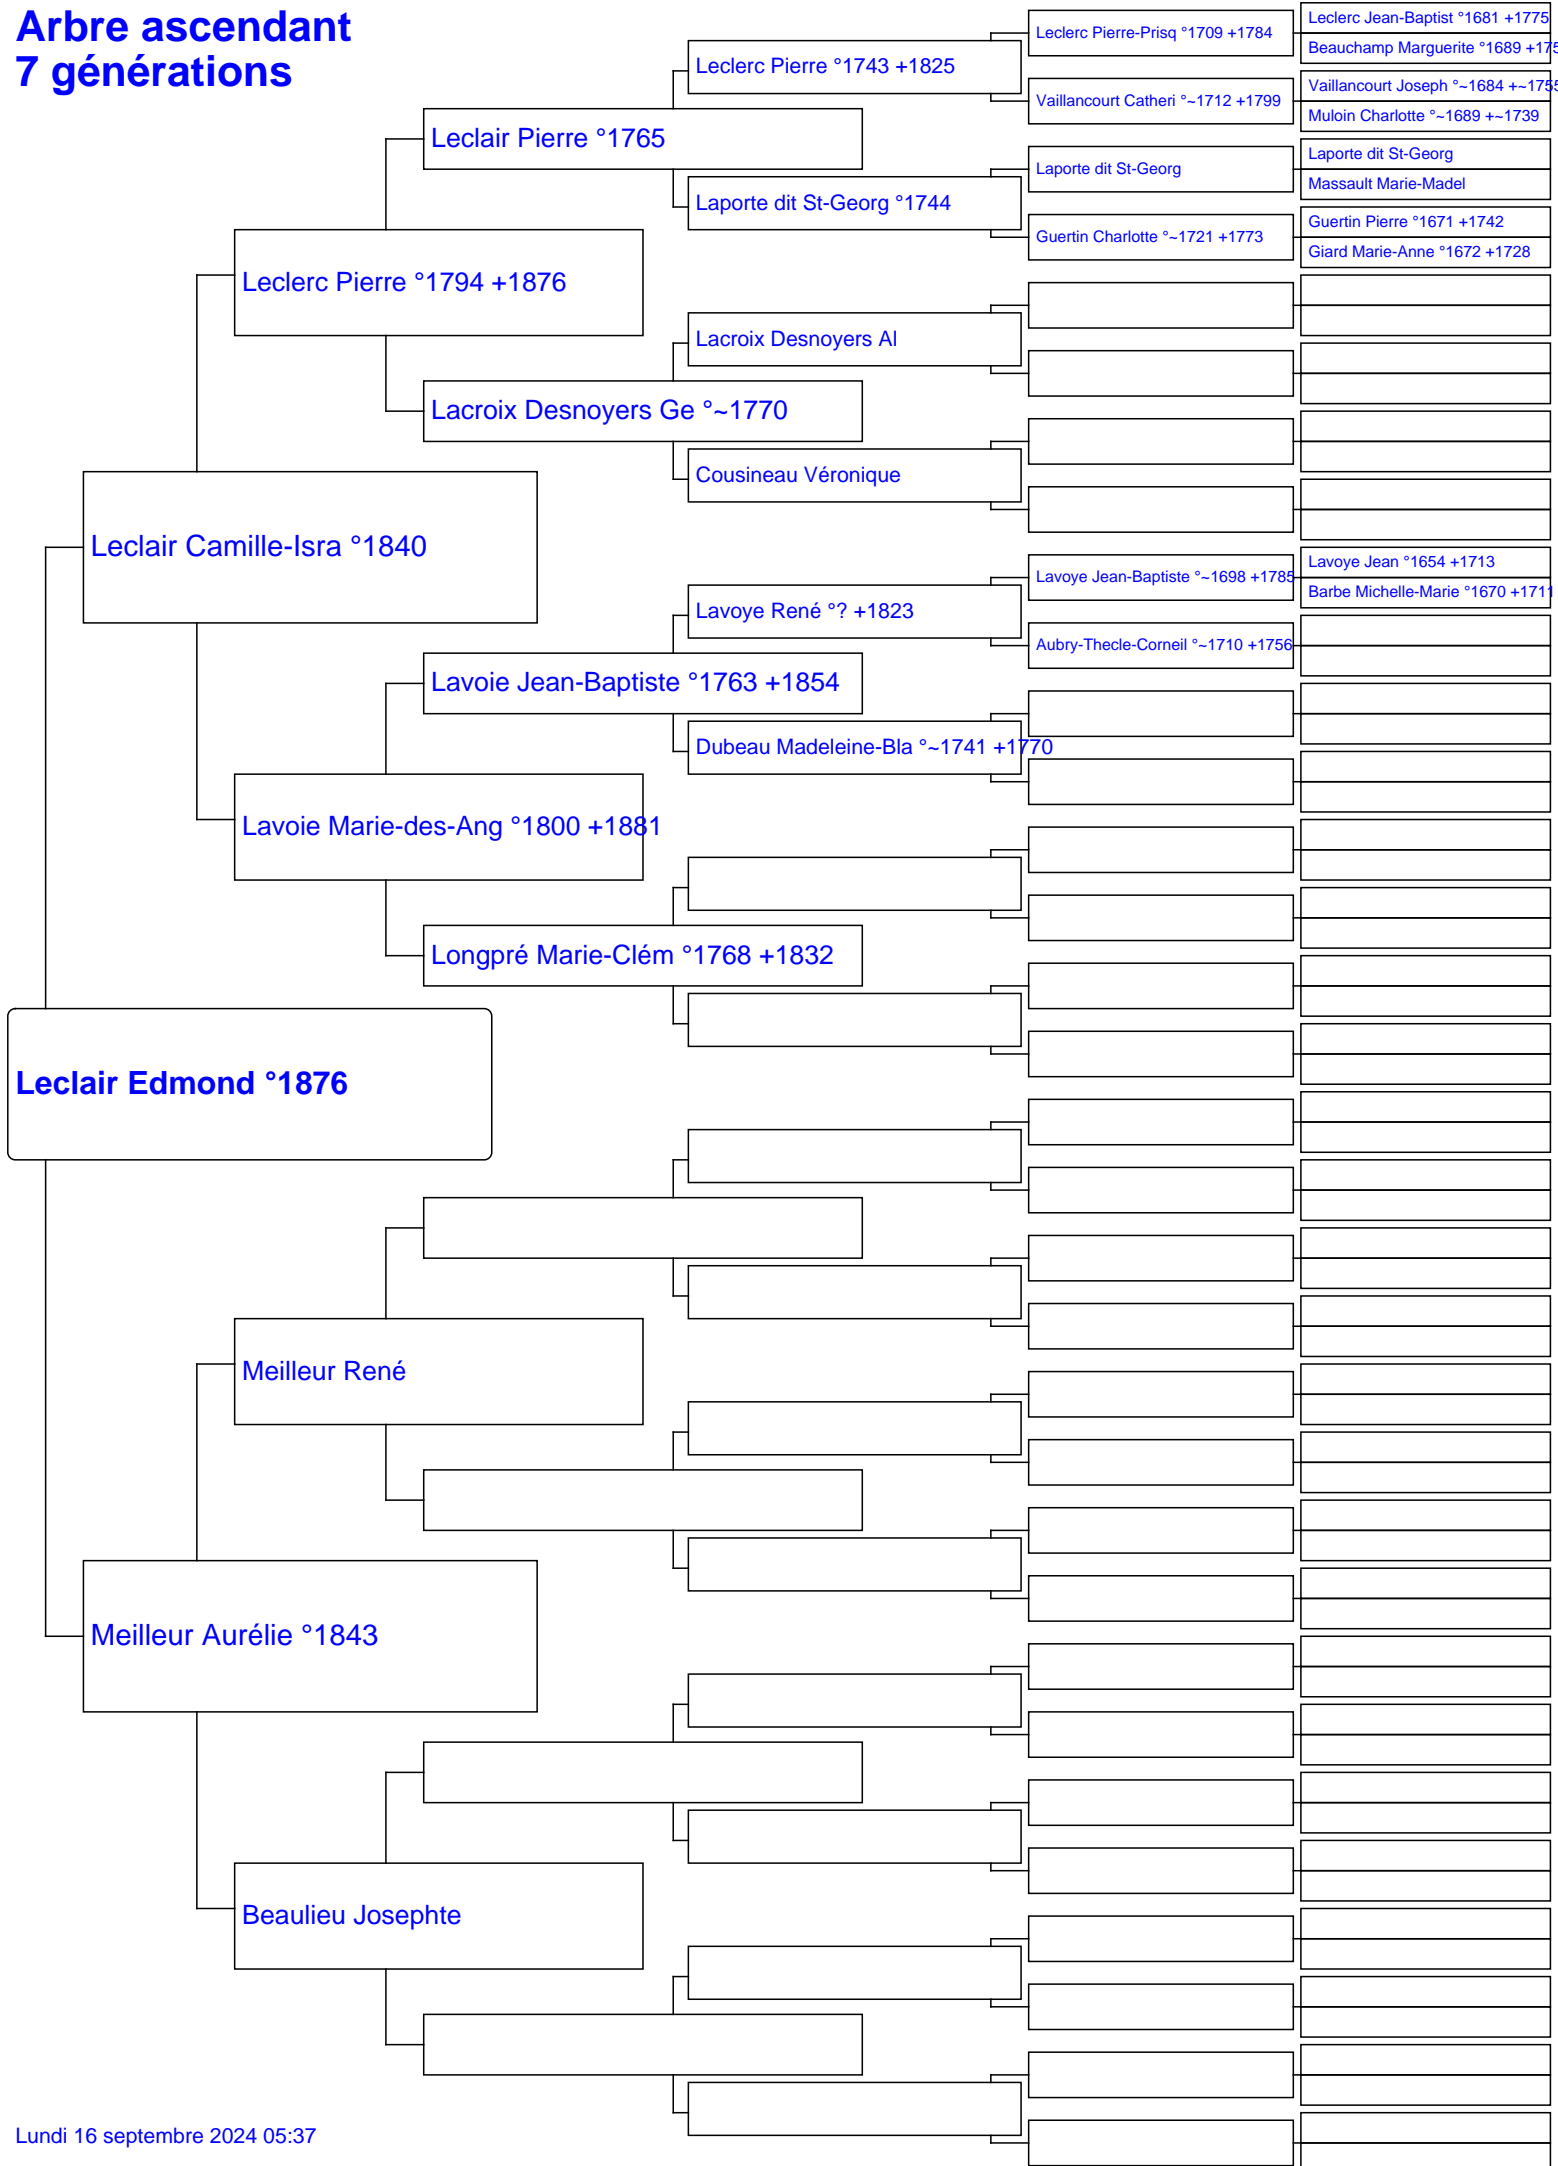 Arbre ascendant
7 générations
Leclerc Jean-Baptist °1681 +1775
Leclerc Pierre-Prisq °1709 +1784
Beauchamp Marguerite °1689 +175
Leclerc Pierre °1743 +1825
Vaillancourt Joseph °~1684 +~1755
Vaillancourt Catheri °~1712 +1799
Muloin Charlotte °~1689 +~1739
Leclair Pierre °1765
Laporte dit St-Georg
Laporte dit St-Georg
Massault Marie-Madel
Laporte dit St-Georg °1744
Guertin Pierre °1671 +1742
Guertin Charlotte °~1721 +1773
Giard Marie-Anne °1672 +1728
Leclerc Pierre °1794 +1876
Lacroix Desnoyers Al
Lacroix Desnoyers Ge °~1770
Cousineau Véronique
Leclair Camille-Isra °1840
Lavoye Jean °1654 +1713
Lavoye Jean-Baptiste °~1698 +1785
Barbe Michelle-Marie °1670 +1711
Lavoye René °? +1823
Aubry-Thecle-Corneil °~1710 +1756
Lavoie Jean-Baptiste °1763 +1854
Dubeau Madeleine-Bla °~1741 +1770
Lavoie Marie-des-Ang °1800 +1881
Longpré Marie-Clém °1768 +1832
Leclair Edmond °1876
Meilleur René
Meilleur Aurélie °1843
Beaulieu Josephte
Lundi 16 septembre 2024 05:37